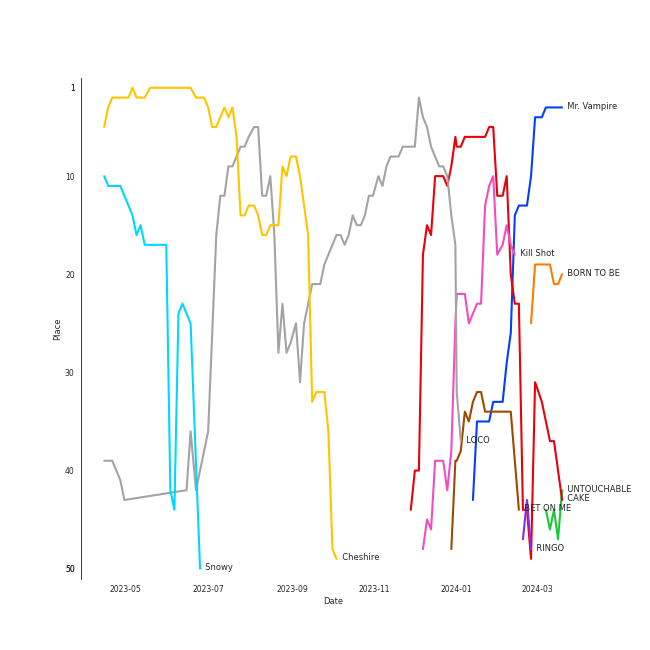 1
Mr. Vampire
10
Kill Shot
20
BORN TO BE
30
Place
LOCO
40
UNTOUCHABLE
CAKE
BET ON ME
RINGO
Cheshire
50
Snowy
2023-05
2023-07
2023-09
2023-11
2024-01
2024-03
Date